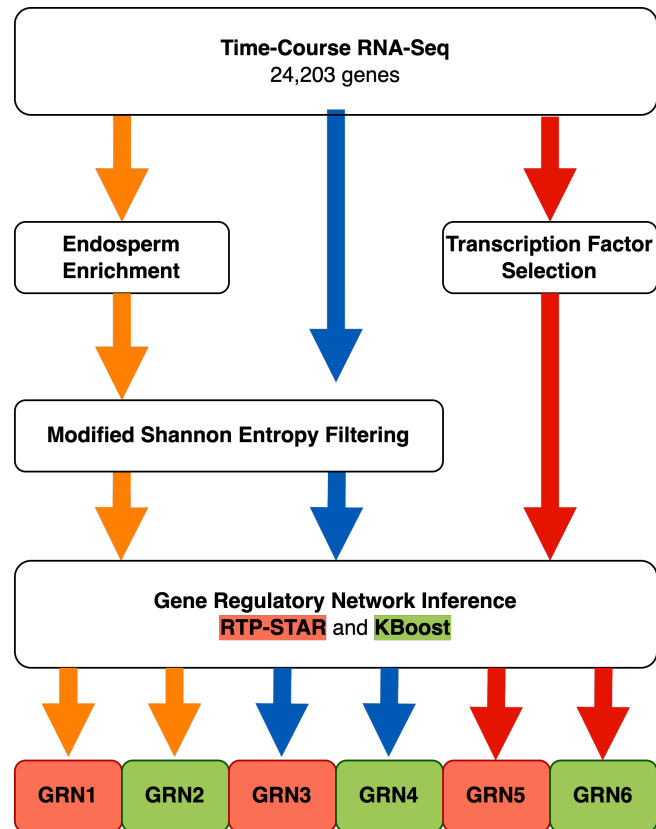 Time-Course RNA-Seq
24,203 genes
Endosperm
Enrichment
Transcription Factor
Selection
Modified Shannon Entropy Filtering
Gene Regulatory Network Inference
RTP-STAR and KBoost
GRN1 GRN2 GRN3 GRN4 GRN5 GRN6